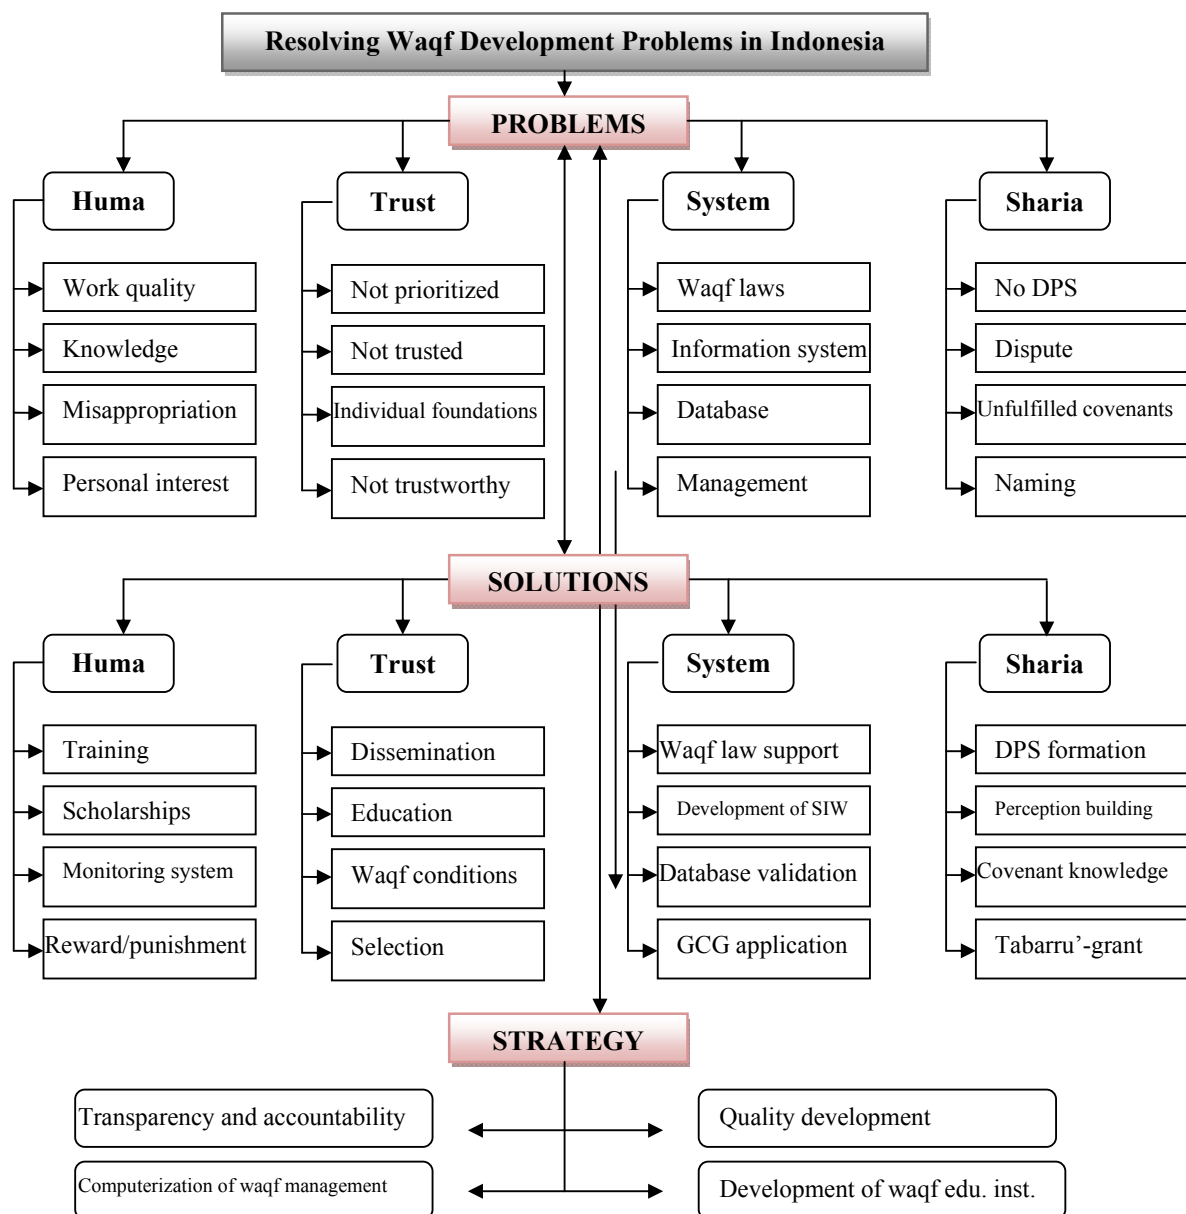 Resolving Waqf Development Problems in Indonesia
PROBLEMS
Huma
Trust
System
Sharia
Work quality
Not prioritized
Waqf laws
No DPS
Knowledge
Not trusted
Information system
Dispute
Misappropriation
Individual foundations
Database
Unfulfilled covenants
Personal interest
Not trustworthy
Management
Naming
SOLUTIONS
Huma
Trust
System
Sharia
Training
Dissemination
Waqf law support
DPS formation
Scholarships
Education
Development of SIW
Perception building
Monitoring system
Waqf conditions
Database validation
Covenant knowledge
Reward/punishment
Selection
GCG application
Tabarru’-grant
STRATEGY
Transparency and accountability
Quality development
Computerization of waqf management
Development of waqf edu. inst.